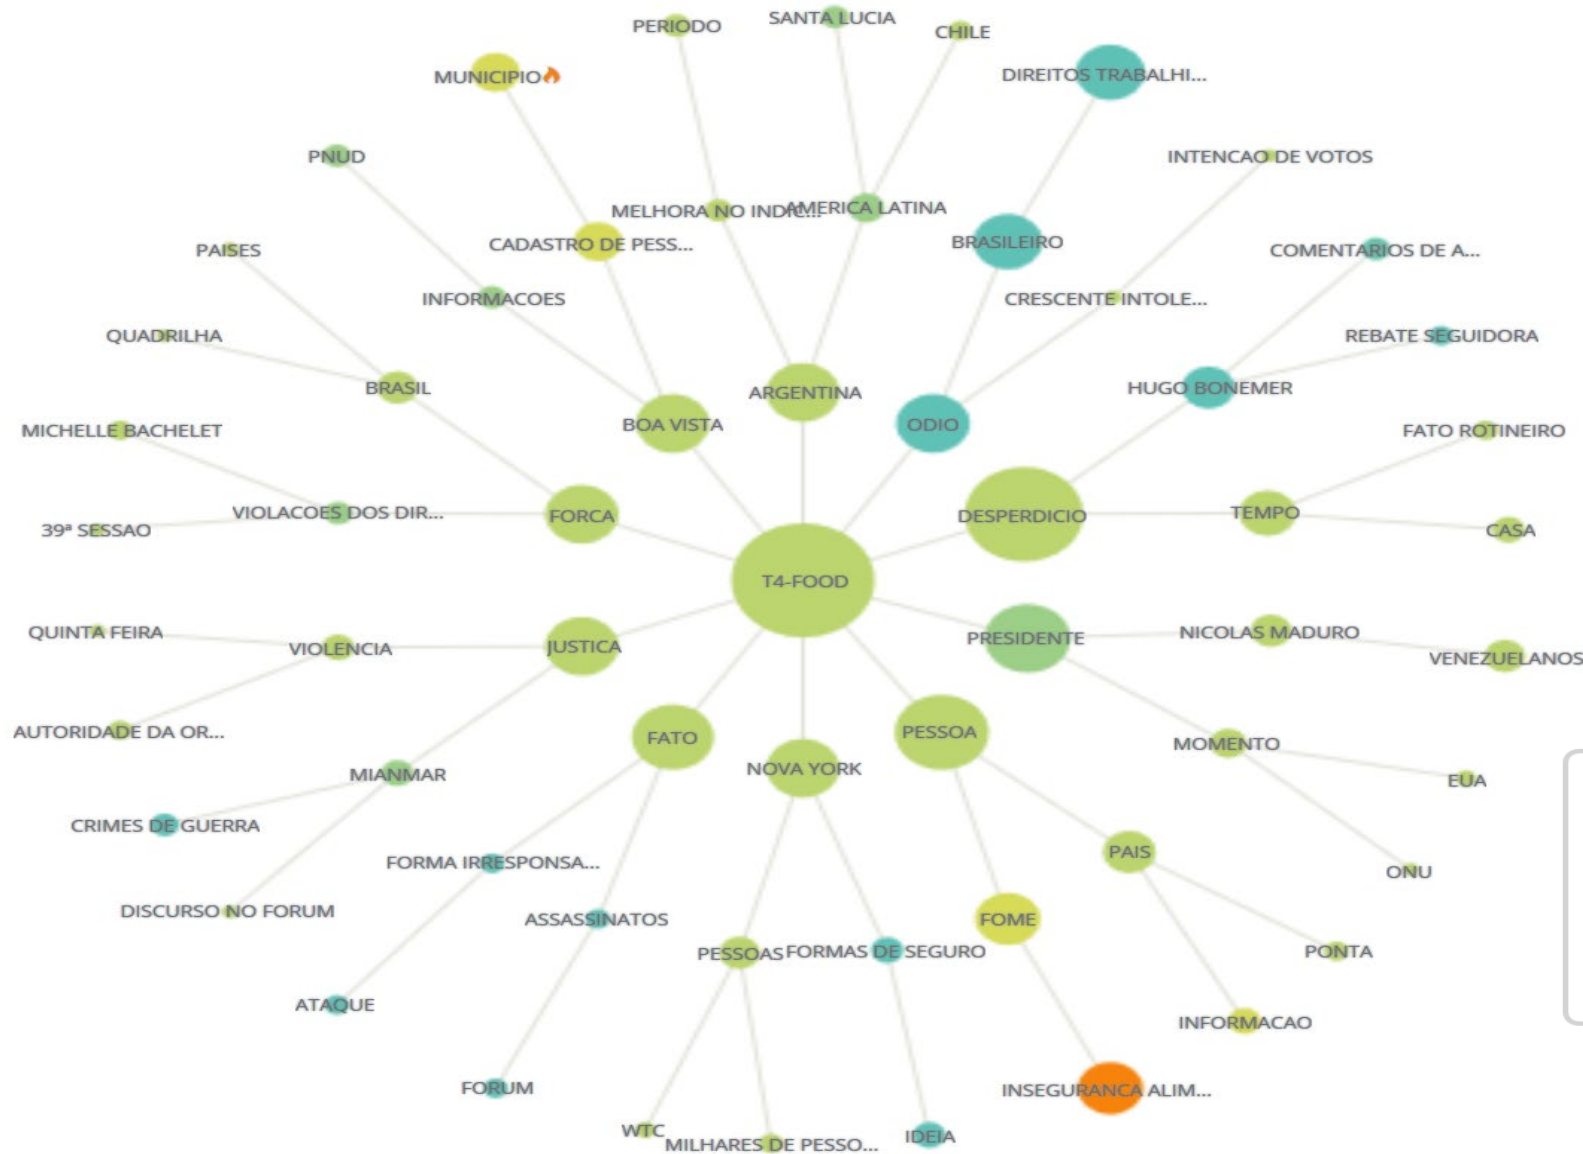 SANTA LUCIA
PERIODO
CHILE
MUNICIPIO
DIREITOS TRABALHI...
PNUD
INTENCAO DE VOTOS
MELHORA NO INDIC...
AMERICA LATINA
CADASTRO DE PESS...
BRASILEIRO
PAISES
COMENTARIOS DE A...
INFORMACOES
CRESCENTE INTOLE...
QUADRILHA
REBATE SEGUIDORA
BRASIL
ARGENTINA
HUGO BONEMER
BOA VISTA
ODIO
MICHELLE BACHELET
FATO ROTINEIRO
VIOLACOES DOS DIR...
FORCA
DESPERDICIO
TEMPO
39ª SESSAO
CASA
T4-FOOD
QUINTA FEIRA
VIOLENCIA
JUSTICA
PRESIDENTE
NICOLAS MADURO
VENEZUELANOS
AUTORIDADE DA OR...
FATO
PESSOA
MOMENTO
MIANMAR
NOVA YORK
EUA
CRIMES DE GUERRA
FORMA IRRESPONSA...
PAIS
ONU
DISCURSO NO FORUM
ASSASSINATOS
FOME
PESSOAS
FORMAS DE SEGURO
PONTA
ATAQUE
INFORMACAO
FORUM
INSEGURANCA ALIM...
WTC
MILHARES DE PESSO...
IDEIA